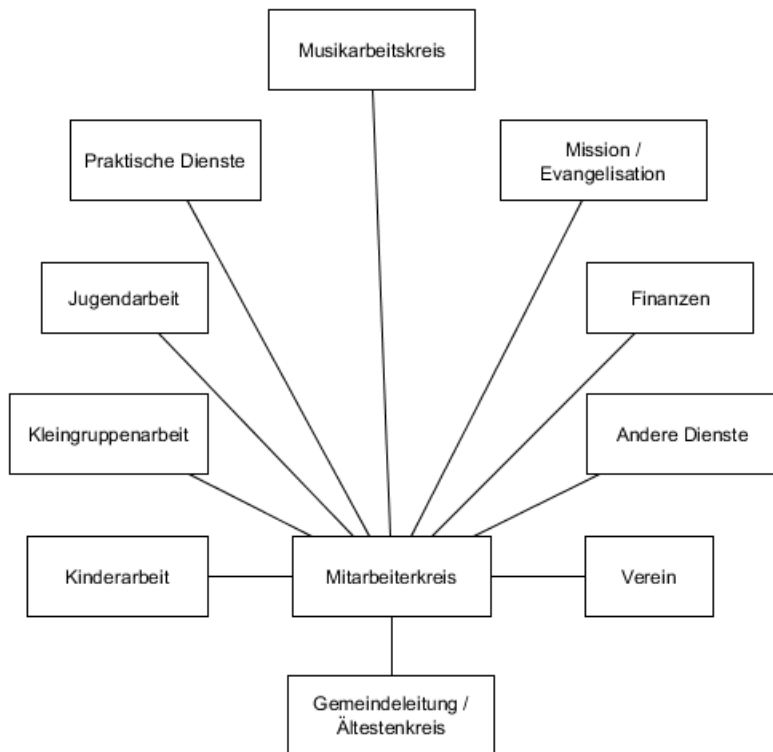 Musikarbeitskreis
Praktische Dienste
Mission /
Evangelisation
Jugendarbeit
Finanzen
Kleingruppenarbeit
Andere Dienste
Kinderarbeit
Mitarbeiterkreis
Verein
Gemeindeleitung /
Ältestenkreis